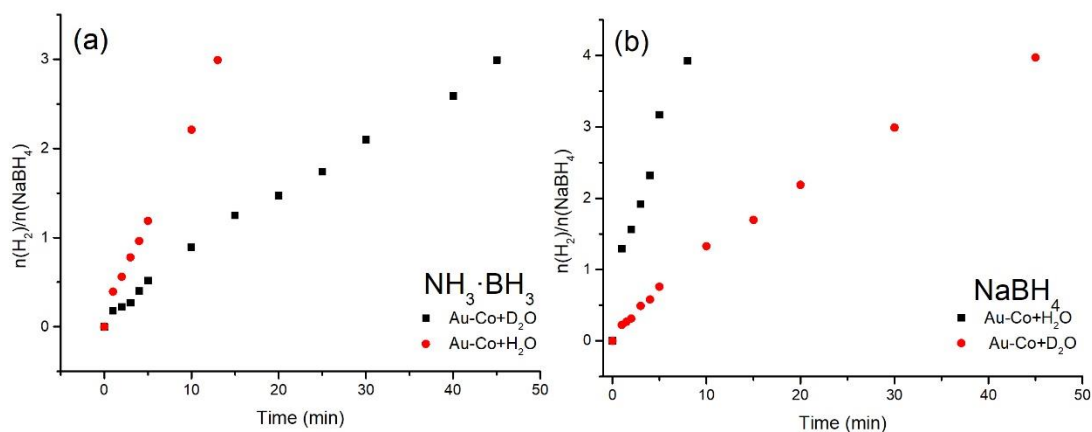 (a)
n(H₂)/n(NaBH₄)
3
2
1
0
NH₃·BH₃
Au-Co+D₂O
Au-Co+H₂O
0 10 20 30 40 50
Time (min)
(b)
n(H₂)/n(NaBH₄)
4
3
2
1
0
NaBH₄
Au-Co+H₂O
Au-Co+D₂O
0 10 20 30 40 50
Time (min)